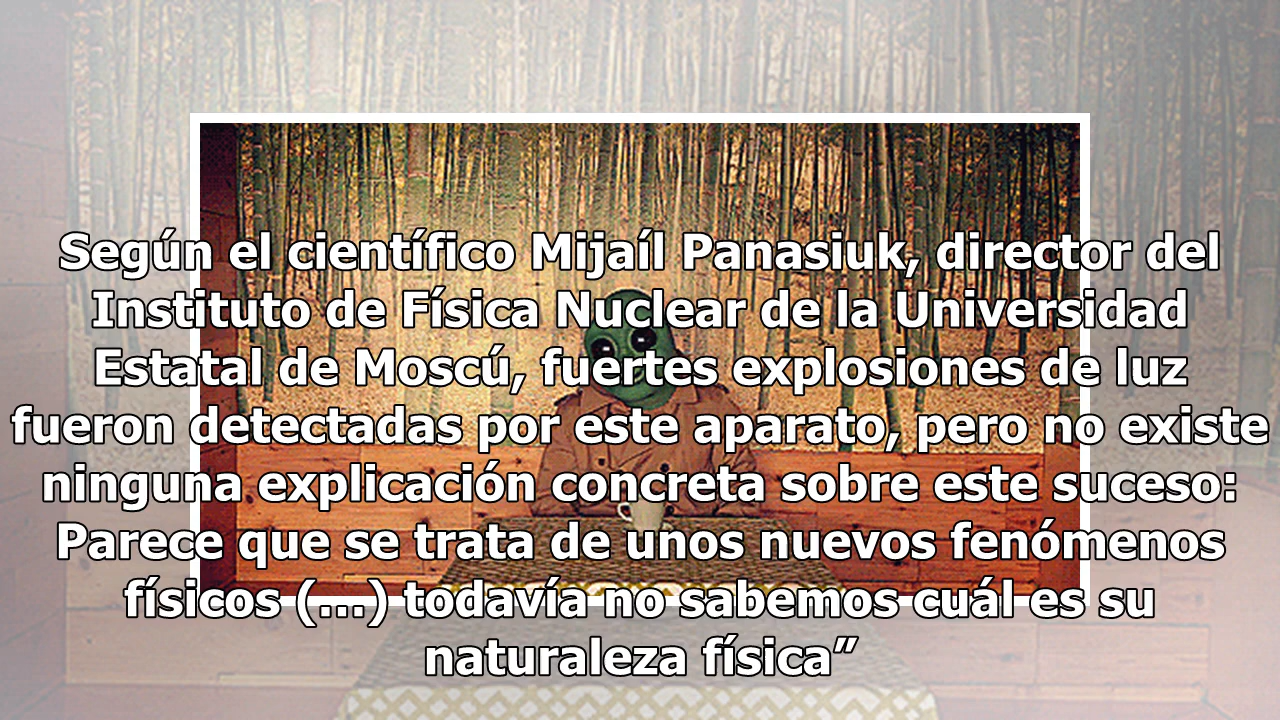 Según el científico Mijaíl Panasiuk, director del
Instituto de Física Nuclear de la Universidad
Estatal de Moscú, fuertes explosiones de luz
fueron detectadas por este aparato, pero no existe
ninguna explicación concreta sobre este suceso:
Parece que se trata de unos nuevos fenómenos
físicos (...) todavía no sabemos cuál es su
naturaleza física”